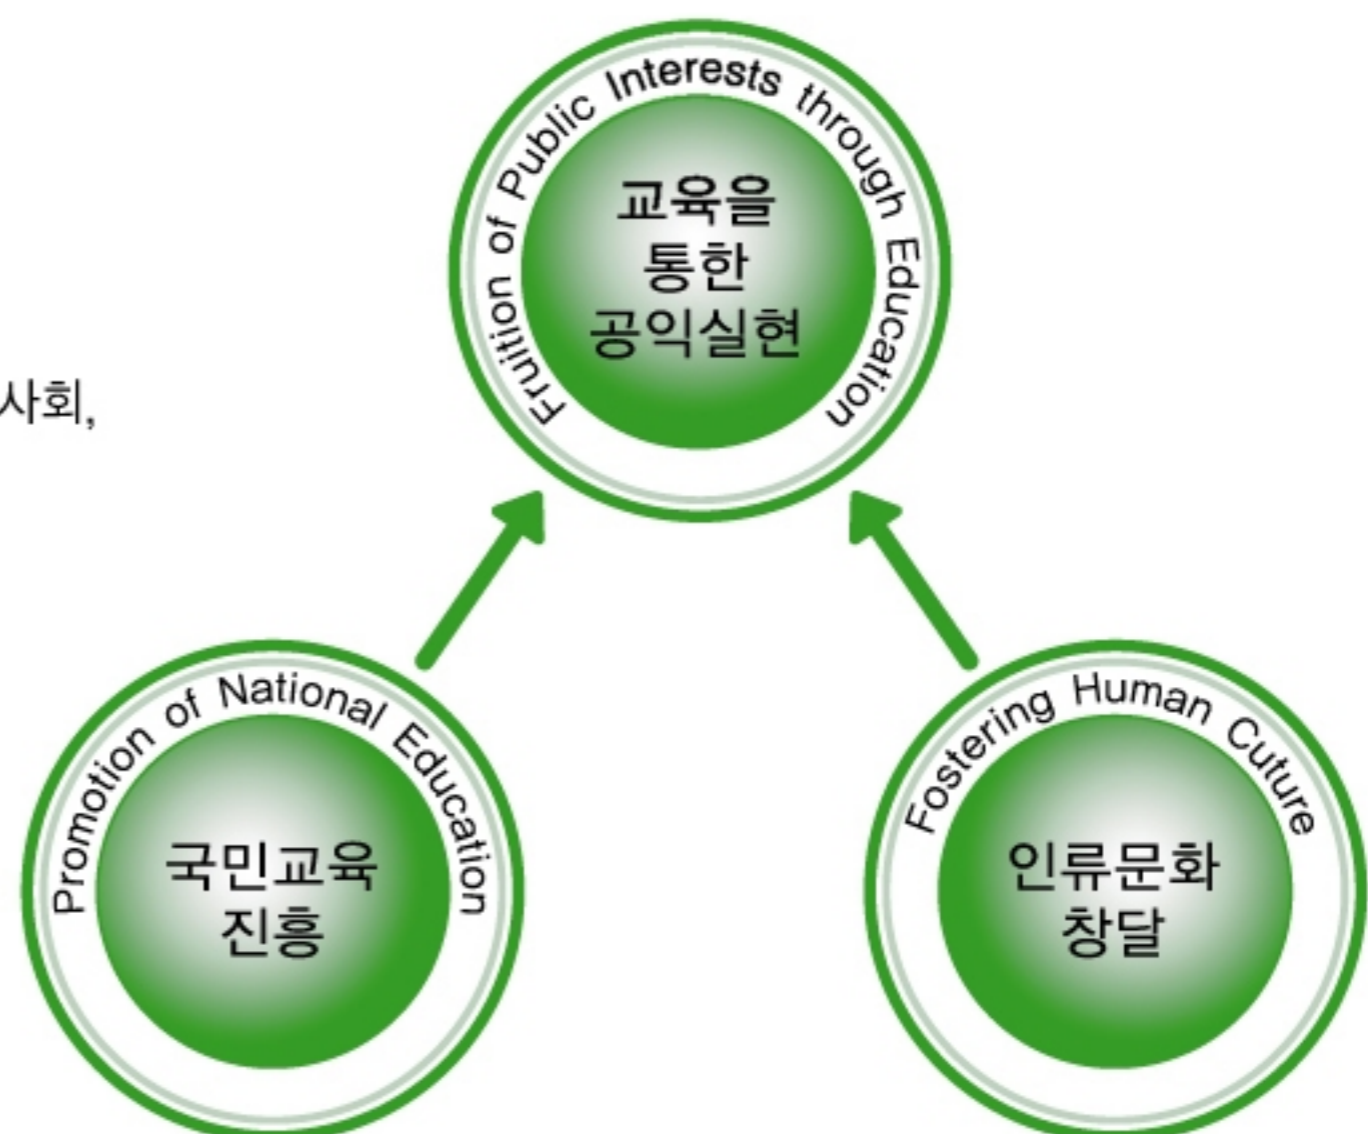 Fruition of Public Interests through Education
교육을
통한
공익실현
사회,
Promotion of National Education
국민교육
진흥
Fostering Human Cuture
인류문화
창달